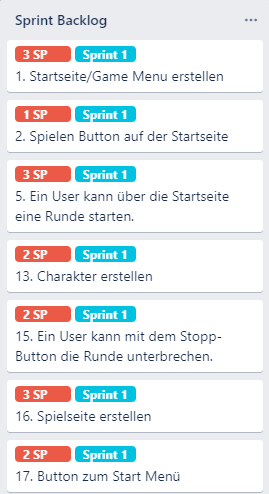 Sprint Backlog
3 SP Sprint 1
1. Startseite/Game Menu erstellen
1 SP Sprint 1
2. Spielen Button auf der Startseite
3 SP Sprint 1
5. Ein User kann über die Startseite
eine Runde starten.
2 SP Sprint 1
13. Charakter erstellen
2 SP Sprint 1
15. Ein User kann mit dem Stopp-
Button die Runde unterbrechen.
3 SP Sprint 1
16. Spielseite erstellen
2 SP Sprint 1
17. Button zum Start Menü